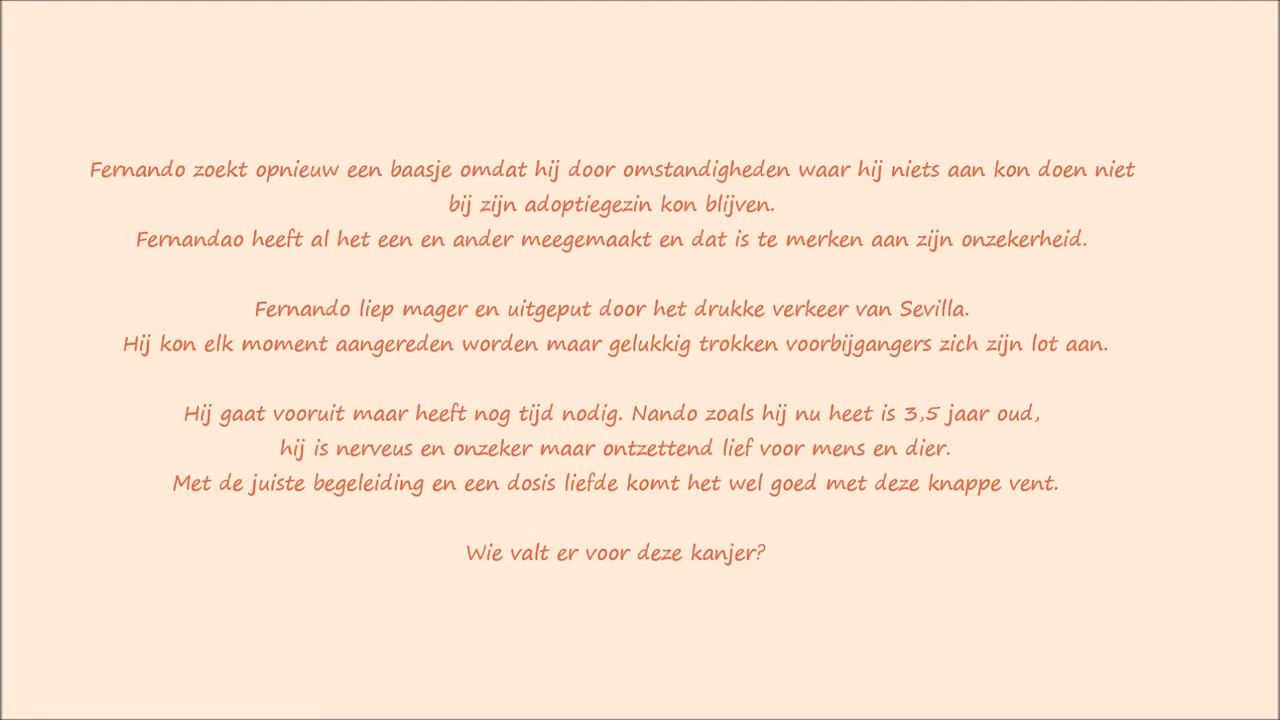 Fernando zoekt opnieuw een baasje omdat hij door omstandigheden waar hij niets aan kon doen niet
bij zijn adoptiegezin kon blijven.
Fernandao heeft al het een en ander meegemaakt en dat is te merken aan zijn onzekerheid.
Fernando liep mager en uitgeput door het drukke verkeer van Sevilla.
Hij kon elk moment aangereden worden maar gelukkig trokken voorbijgangers zich zijn lot aan.
Hij gaat vooruit maar heeft nog tijd nodig. Nando zoals hij nu heet is 3,5 jaar oud,
hij is nerveus en onzeker maar ontzettend lief voor mens en dier.
Met de juiste begeleiding en een dosis liefde komt het wel goed met deze knappe vent.
Wie valt er voor deze kanjer?